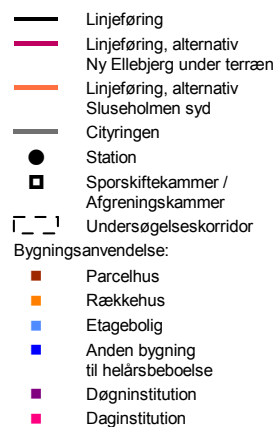 Linjeføring
Linjeføring, alternativ
Ny Ellebjerg under terræn
Linjeføring, alternativ
Sluseholmen syd
Cityringen
Station
Sporskiftekammer /
Afgreningskammer
Undersøgelseskorridor
Bygningsanvendelse:
Parcelhus
Rækkehus
Etagebolig
Anden bygning
til helårsbeboelse
Døgninstitution
Daginstitution